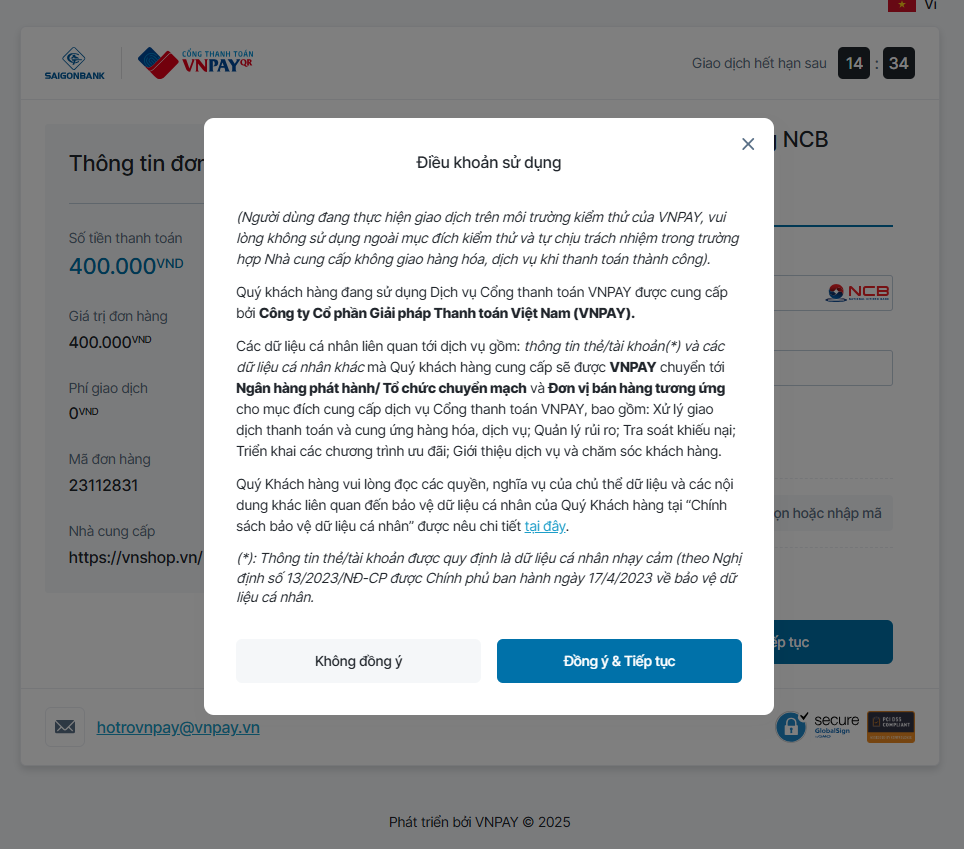 Vi
SAIGONBANK
CỔNG THANH TOÁN
VNPAYQR
Giao dịch hết hạn sau 14 : 34
Thông tin đơn
NCB
Điều khoản sử dụng
Số tiền thanh toán
400.000VND
Giá trị đơn hàng
400.000VND
Phí giao dịch
0VND
Mã đơn hàng
23112831
Nhà cung cấp
https://vnshop.vn/
(Người dùng đang thực hiện giao dịch trên môi trường kiểm thử của VNPAY, vui
lòng không sử dụng ngoài mục đích kiểm thử và tự chịu trách nhiệm trong trường
hợp Nhà cung cấp không giao hàng hóa, dịch vụ khi thanh toán thành công).
Quý khách hàng đang sử dụng Dịch vụ Cổng thanh toán VNPAY được cung cấp
bởi Công ty Cổ phần Giải pháp Thanh toán Việt Nam (VNPAY).
Các dữ liệu cá nhân liên quan tới dịch vụ gồm: thông tin thẻ/tài khoản(*) và các
dữ liệu cá nhân khác mà Quý khách hàng cung cấp sẽ được VNPAY chuyển tới
Ngân hàng phát hành/ Tổ chức chuyển mạch và Đơn vị bán hàng tương ứng
cho mục đích cung cấp dịch vụ Cổng thanh toán VNPAY, bao gồm: Xử lý giao
dịch thanh toán và cung ứng hàng hóa, dịch vụ; Quản lý rủi ro; Tra soát khiếu nại;
Triển khai các chương trình ưu đãi; Giới thiệu dịch vụ và chăm sóc khách hàng.
Quý Khách hàng vui lòng đọc các quyền, nghĩa vụ của chủ thể dữ liệu và các nội
dung khác liên quan đến bảo vệ dữ liệu cá nhân của Quý Khách hàng tại “Chính
sách bảo vệ dữ liệu cá nhân” được nêu chi tiết tại đây.
(*): Thông tin thẻ/tài khoản được quy định là dữ liệu cá nhân nhạy cảm (theo Nghị
định số 13/2023/NĐ-CP được Chính phủ ban hành ngày 17/4/2023 về bảo vệ dữ
liệu cá nhân.
Không đồng ý
Đồng ý & Tiếp tục
NCB
ọn hoặc nhập mã
ếp tục
hotrovnpay@vnpay.vn
secure
GlobalSign
PCI DSS
COMPLIANT
Phát triển bởi VNPAY © 2025